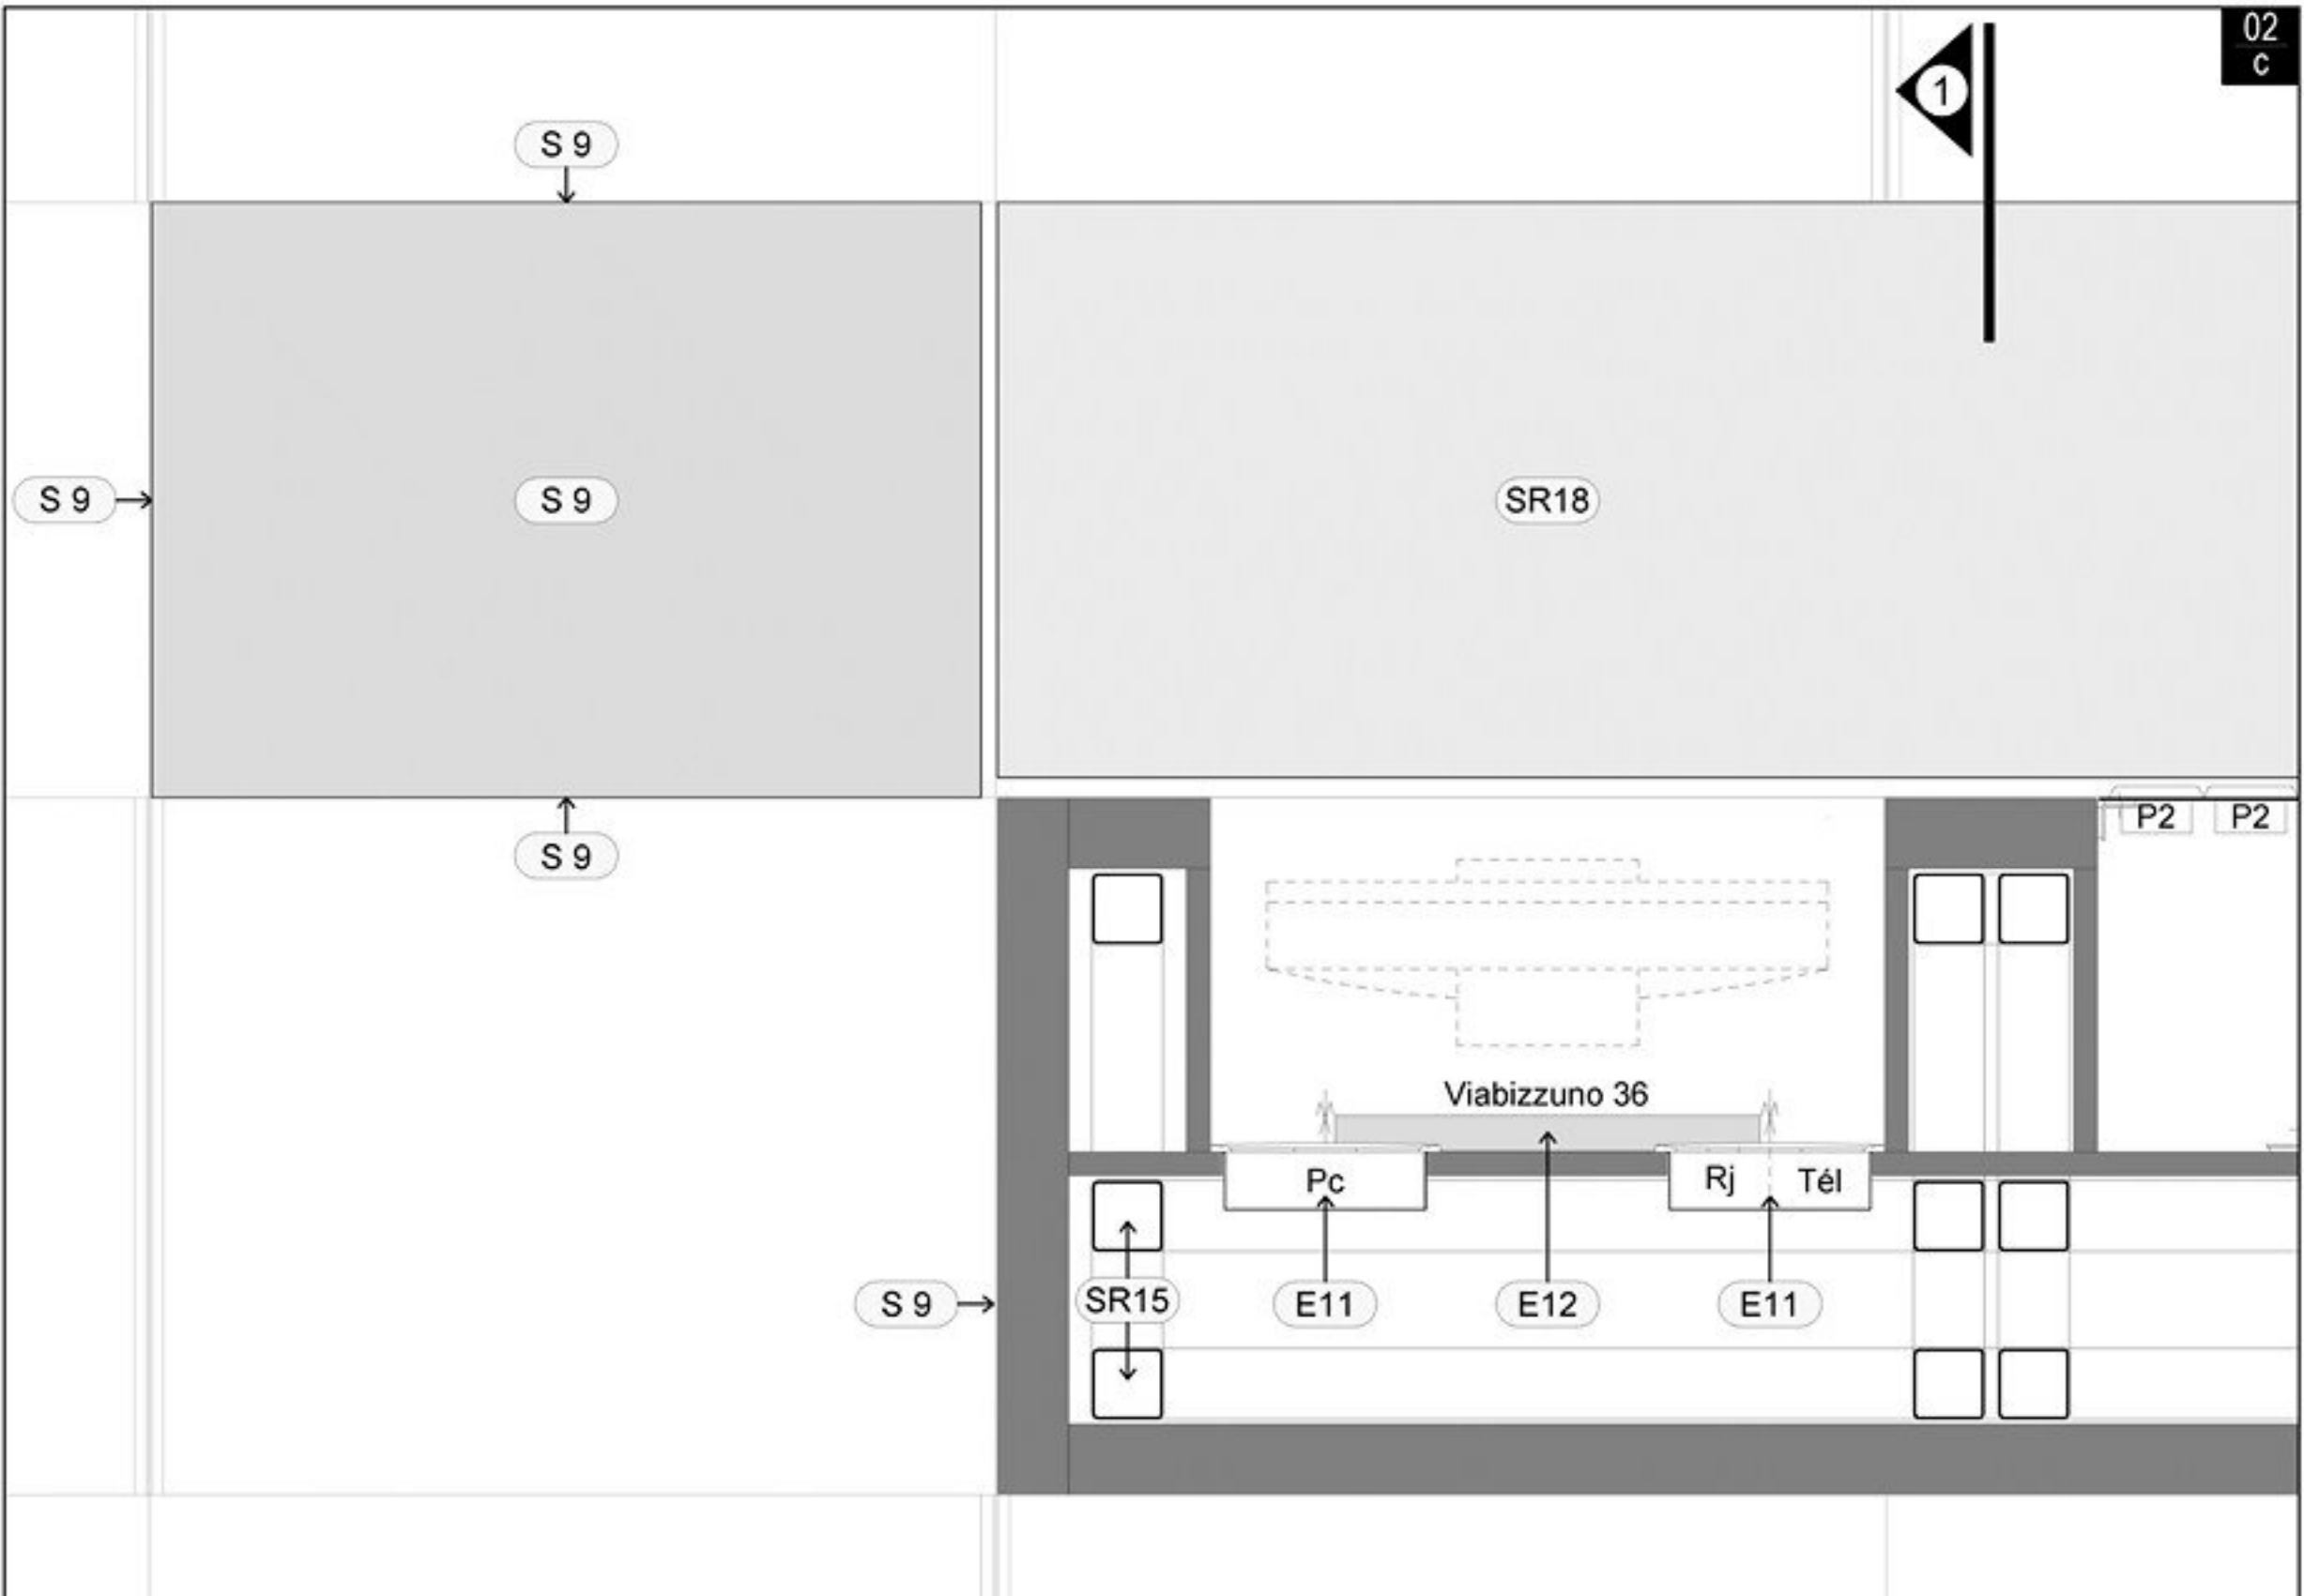 02
C
1
S 9
S 9
S 9
SR18
S 9
P2
P2
Viabizzuno 36
Pc
Rj
Tél
S 9
SR15
E11
E12
E11